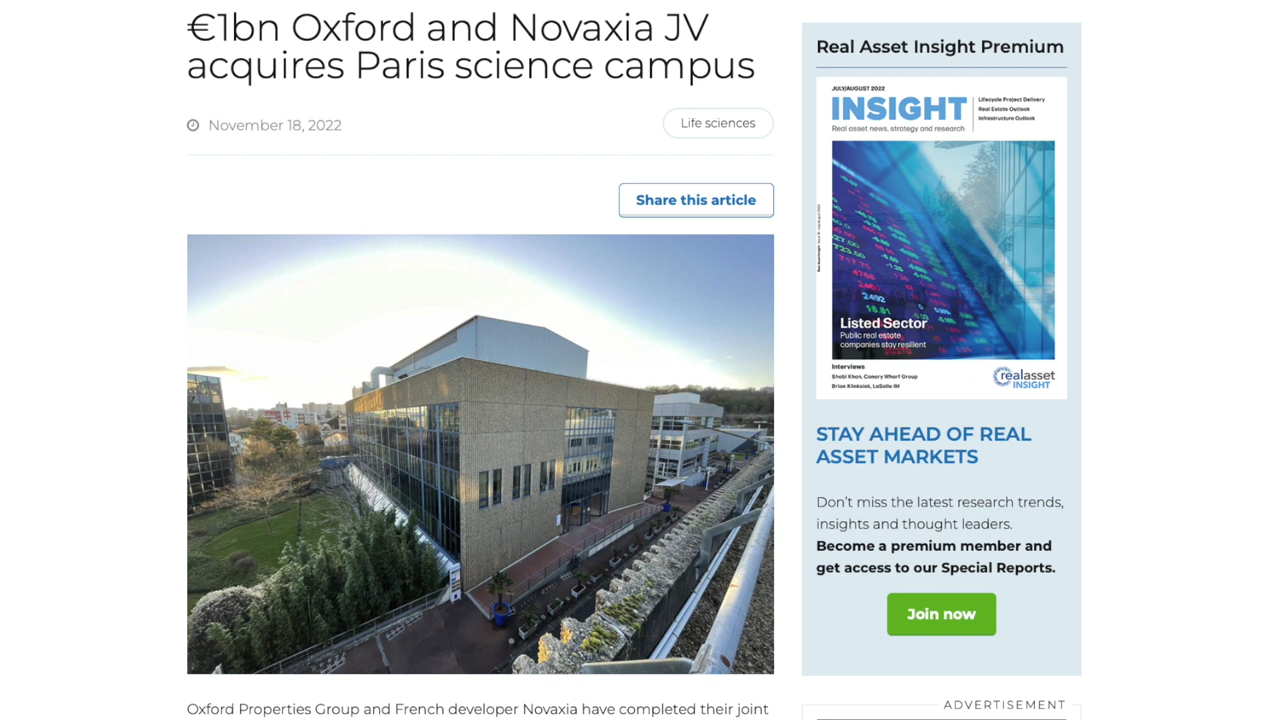 €1bn Oxford and Novaxia JV
acquires Paris science campus
November 18, 2022
Life sciences
Share this article
Oxford Properties Group and French developer Novaxia have completed their joint
Real Asset Insight Premium
JULY/AUGUST 2022
INSIGHT
Real asset news, strategy and research
Lifecycle Project Delivery
Real Estate Outlook
Infrastructure Outlook
Listed Sector
Public real estate
companies stay resilient
Interviews
Shobi Khan, Canary Wharf Group
Brian Klinksiek, LaSalle IM
realasset
INSIGHT
STAY AHEAD OF REAL
ASSET MARKETS
Don't miss the latest research trends,
insights and thought leaders.
Become a premium member and
get access to our Special Reports.
Join now
ADVERTISEMENT